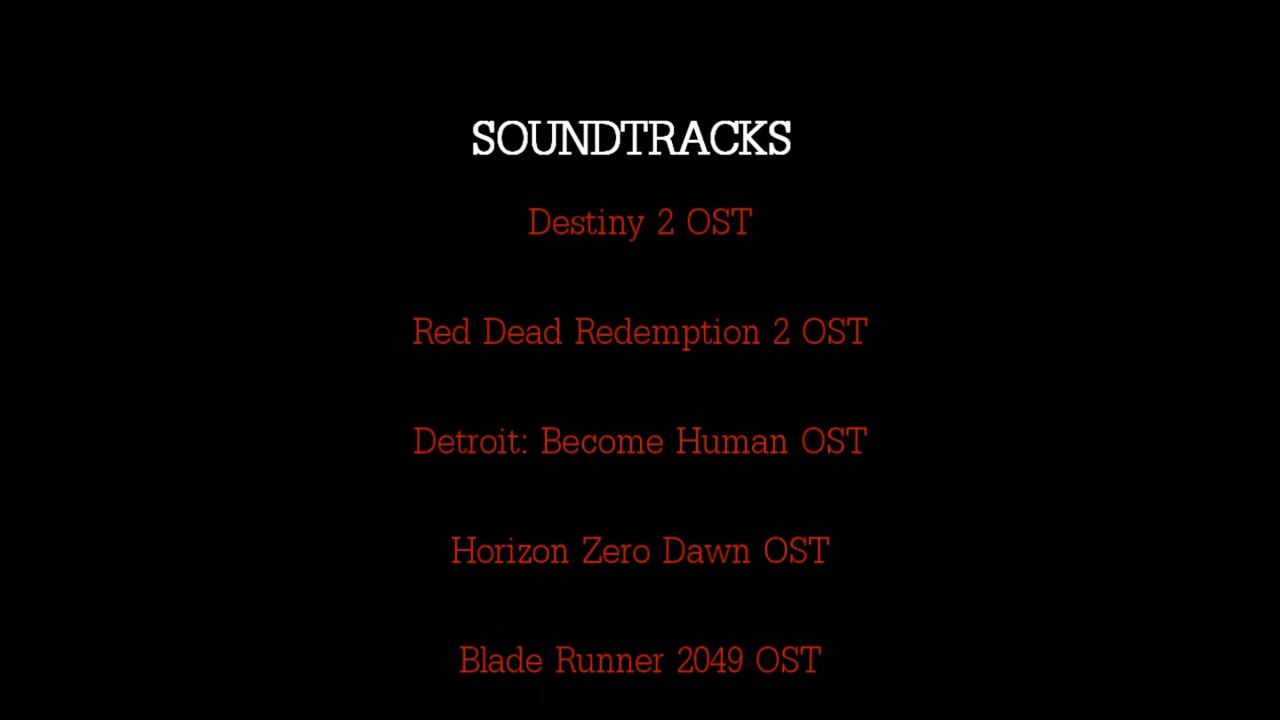 SOUNDTRACKS
Destiny 2 OST
Red Dead Redemption 2 OST
Detroit: Become Human OST
Horizon Zero Dawn OST
Blade Runner 2049 OST